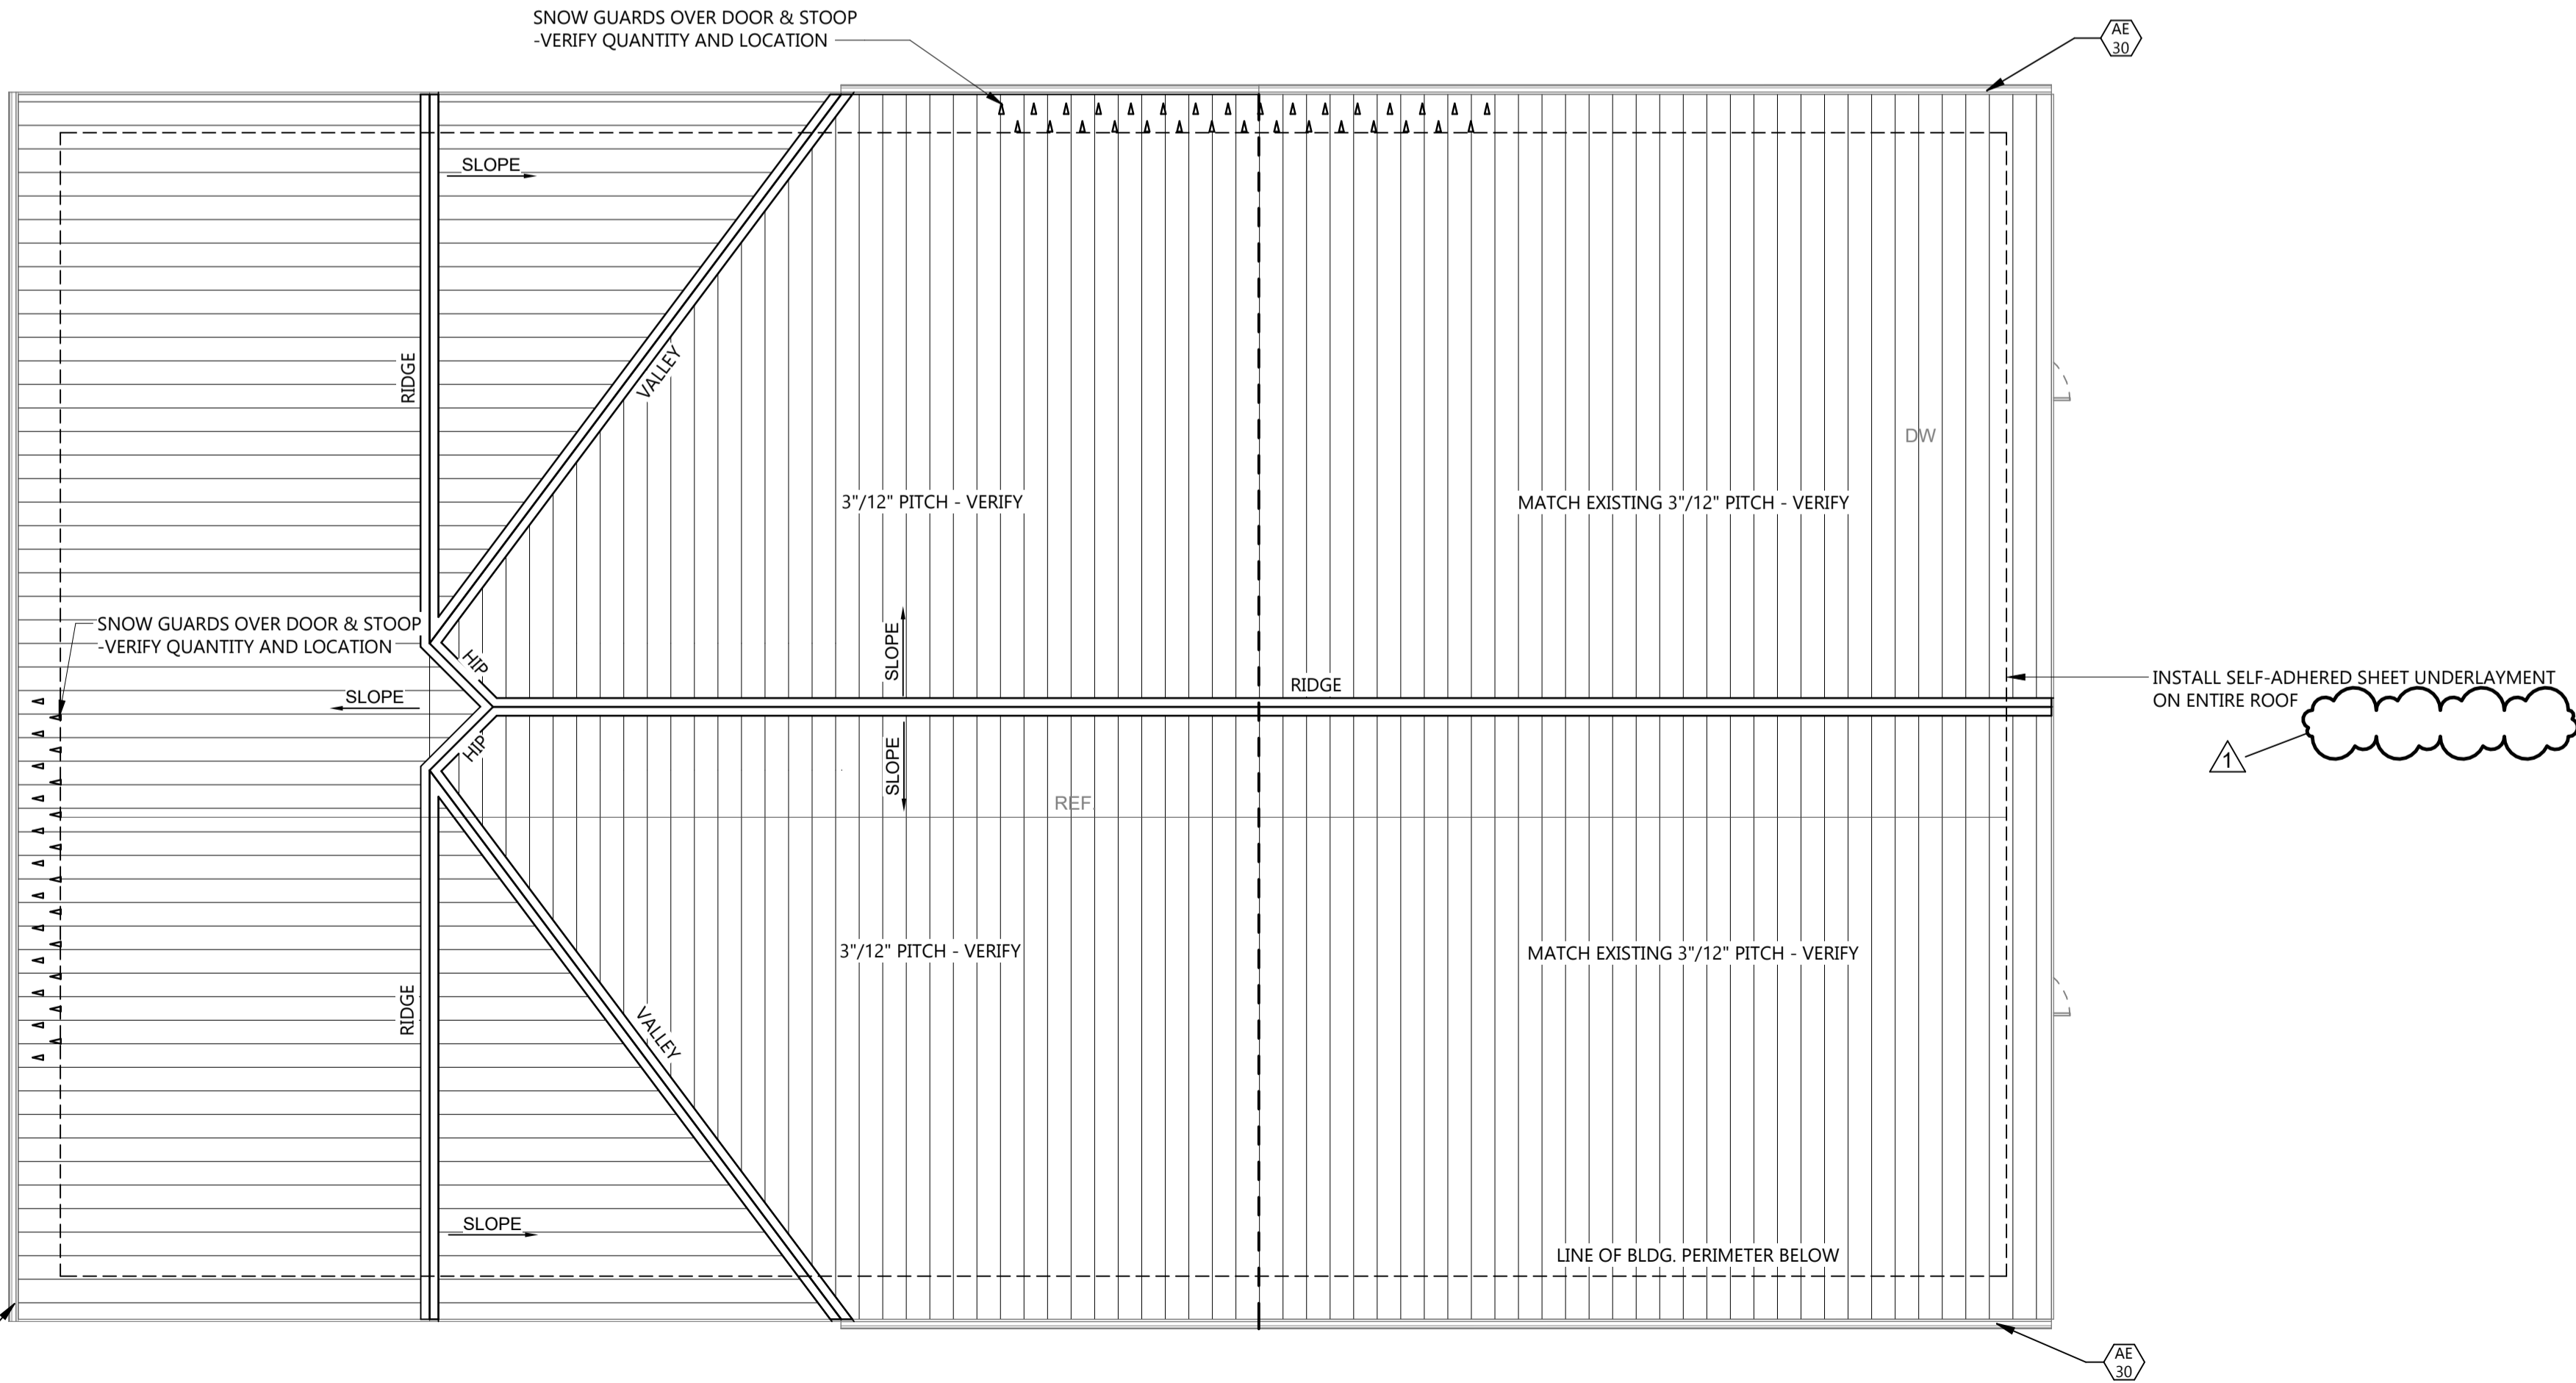 SNOW GUARDS OVER DOOR & STOOP
-VERIFY QUANTITY AND LOCATION
AE
30
SLOPE
RIDGE
VALLEY
DW
3"/12" PITCH - VERIFY
MATCH EXISTING 3"/12" PITCH - VERIFY
SNOW GUARDS OVER DOOR & STOOP
-VERIFY QUANTITY AND LOCATION
HIP
SLOPE
SLOPE
RIDGE
INSTALL SELF-ADHERED SHEET UNDERLAYMENT
ON ENTIRE ROOF
1
HIP
SLOPE
REF.
3"/12" PITCH - VERIFY
MATCH EXISTING 3"/12" PITCH - VERIFY
RIDGE
VALLEY
SLOPE
LINE OF BLDG. PERIMETER BELOW
AE
30